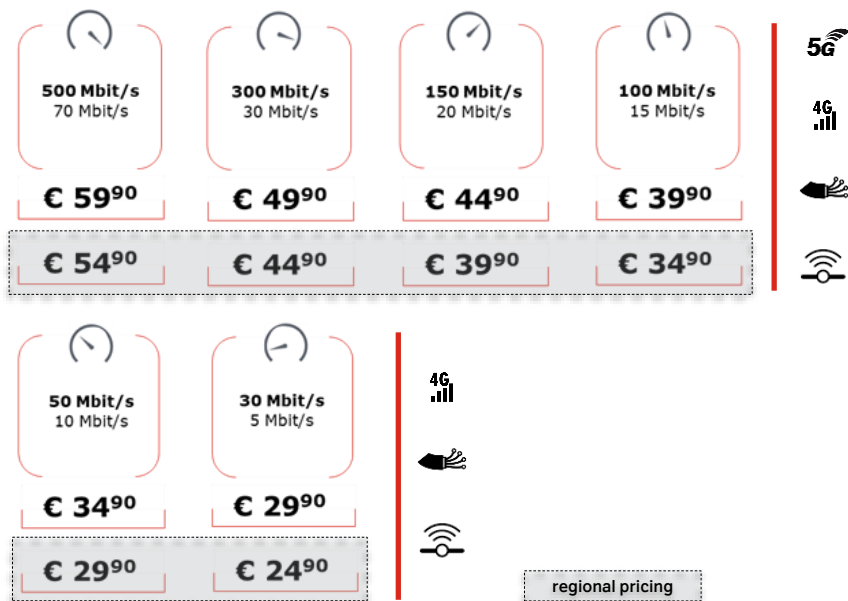 500 Mbit/s 300 Mbit/s 150 Mbit/s 100 Mbit/s
70 Mbit/s 30 Mbit/s 20 Mbit/s 15 Mbit/s
€ 59⁹⁰ € 49⁹⁰ € 44⁹⁰ € 39⁹⁰
€ 54⁹⁰ € 44⁹⁰ € 39⁹⁰ € 34⁹⁰
5G
4G
50 Mbit/s 30 Mbit/s
10 Mbit/s 5 Mbit/s
€ 34⁹⁰ € 29⁹⁰
€ 29⁹⁰ € 24⁹⁰
4G
regional pricing